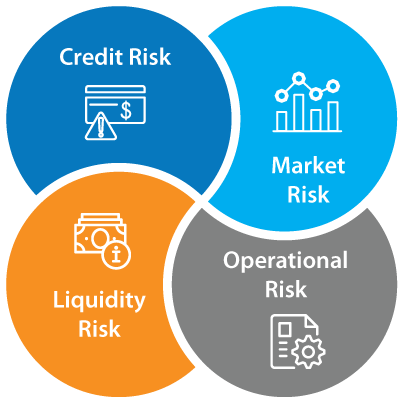 Credit Risk
$
Market
Risk
Liquidity
Risk
Operational
Risk